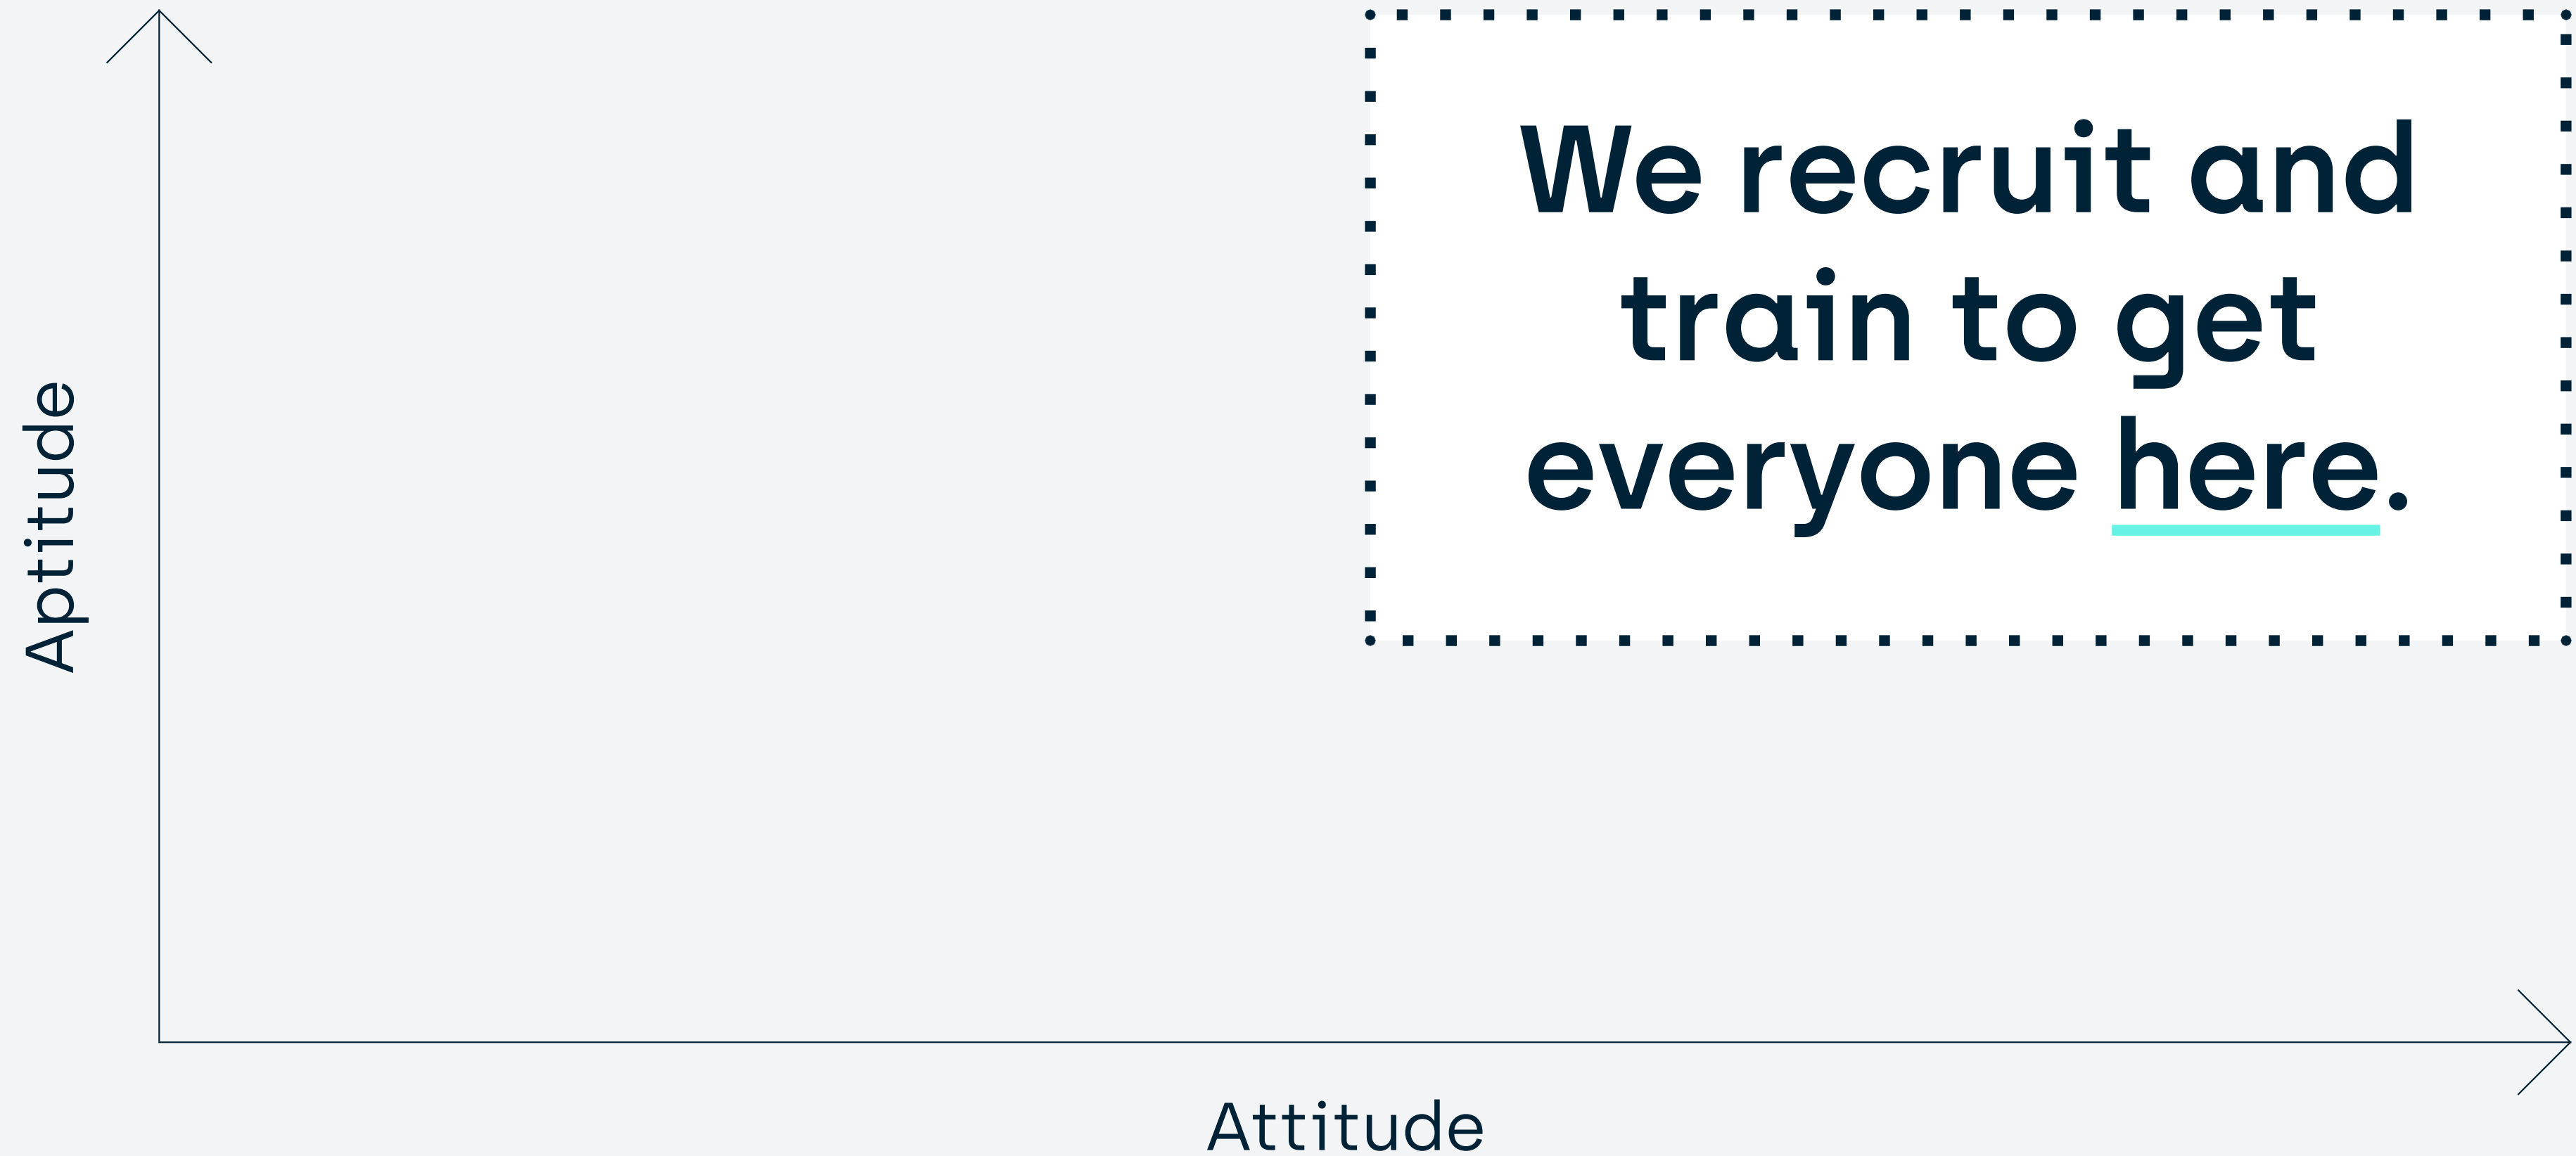 We recruit and
train to get
everyone here.
Aptitude
Attitude